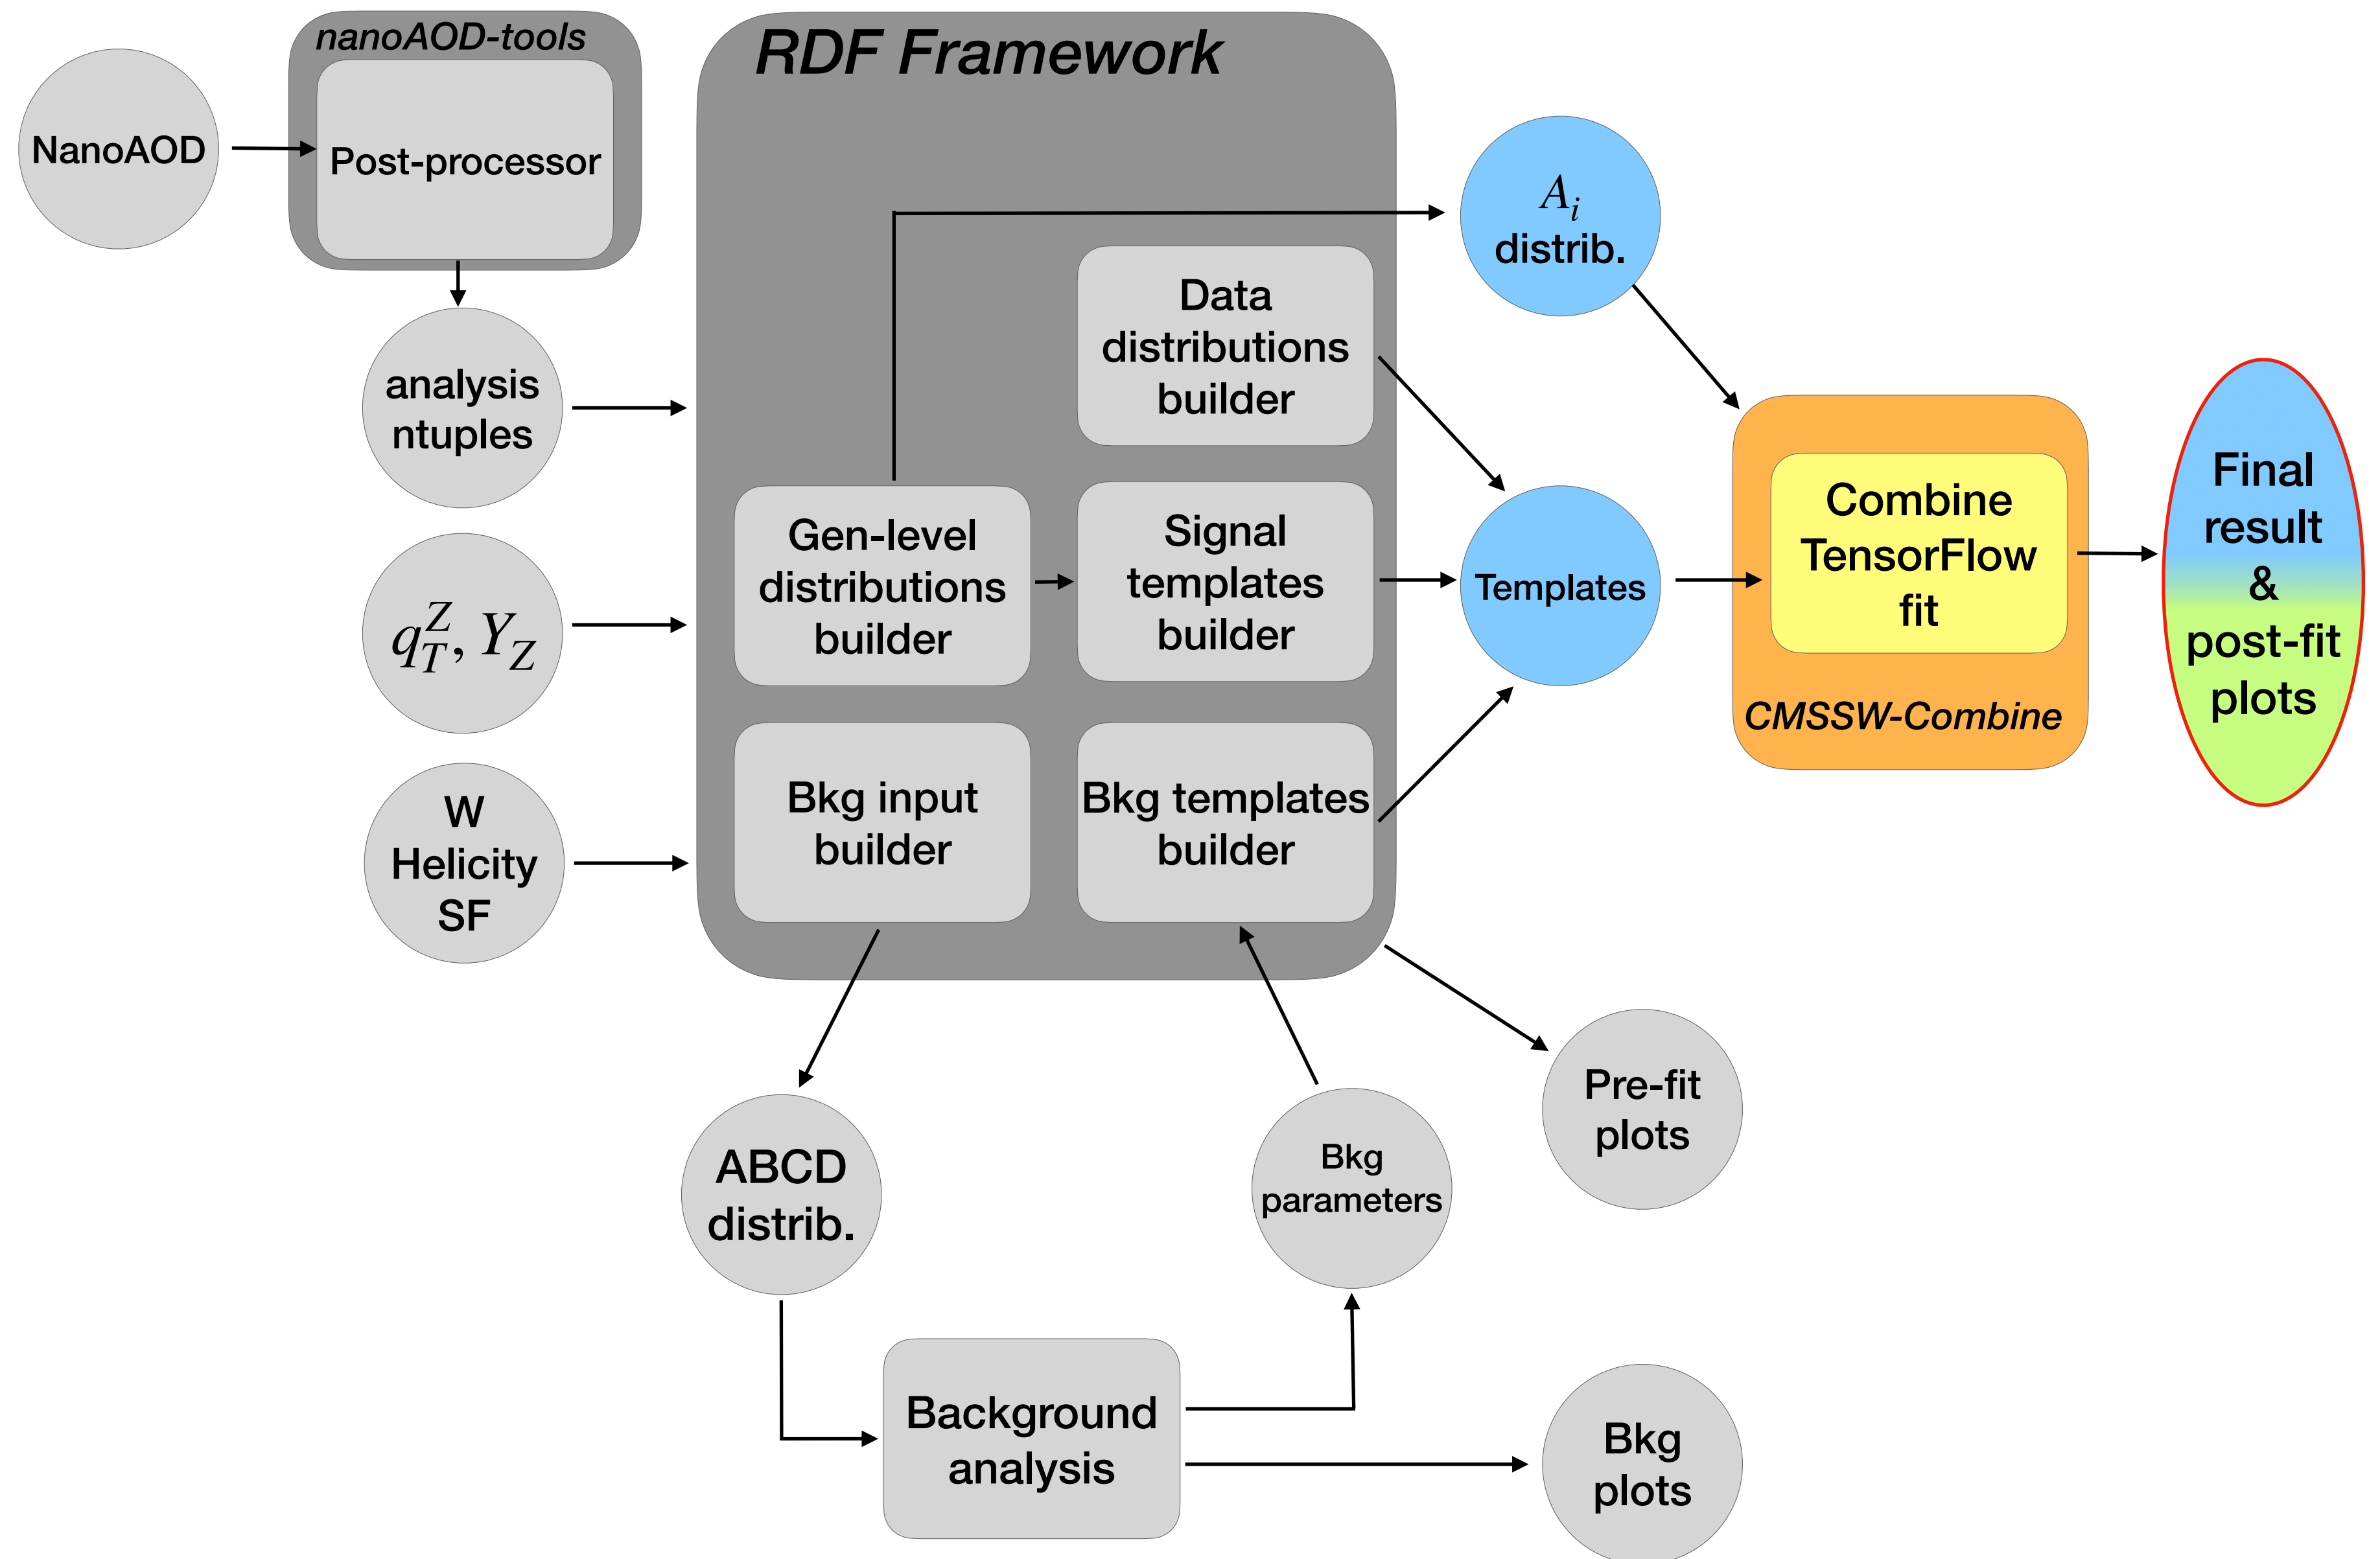 nanoAOD-tools
NanoAOD
Post-processor
analysis
ntuples
q_T^Z, Y_Z
W
Helicity
SF
RDF Framework
Data
distributions
builder
Gen-level
distributions
builder
Signal
templates
builder
Bkg input
builder
Bkg templates
builder
A_i
distrib.
Templates
Combine
TensorFlow
fit
CMSSW-Combine
Final
result
&
post-fit
plots
ABCD
distrib.
Bkg
parameters
Pre-fit
plots
Background
analysis
Bkg
plots